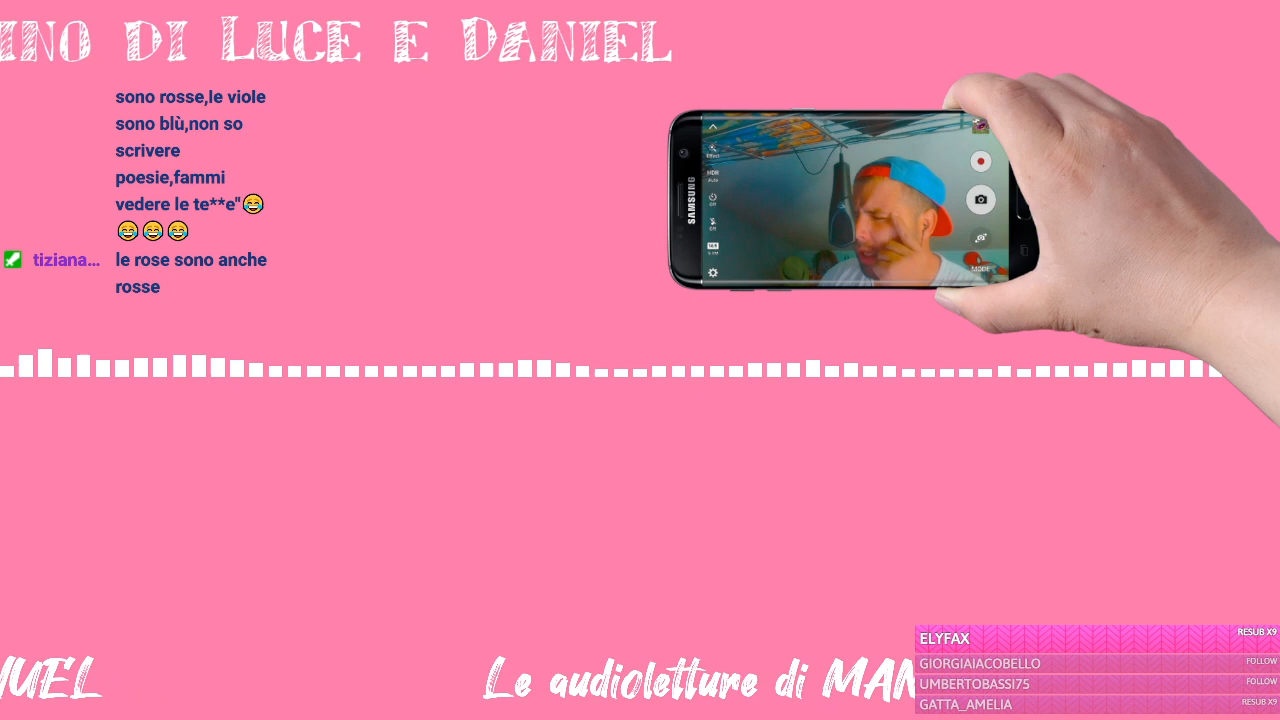 INO DI LUCE E DANIEL
sono rosse,le viole
sono blù,non so
scrivere
poesie,fammi
vedere le te**e"😂
😂😂😂
tiziana... le rose sono anche
rosse
SAMSUNG
HDR
MODE
UEL Le audioletture di MAN
ELYFAX RESUB X9
GIORGIAIACOBELLO FOLLOW
UMBERTOBASSI75 FOLLOW
GATTA_AMELIA RESUB X9